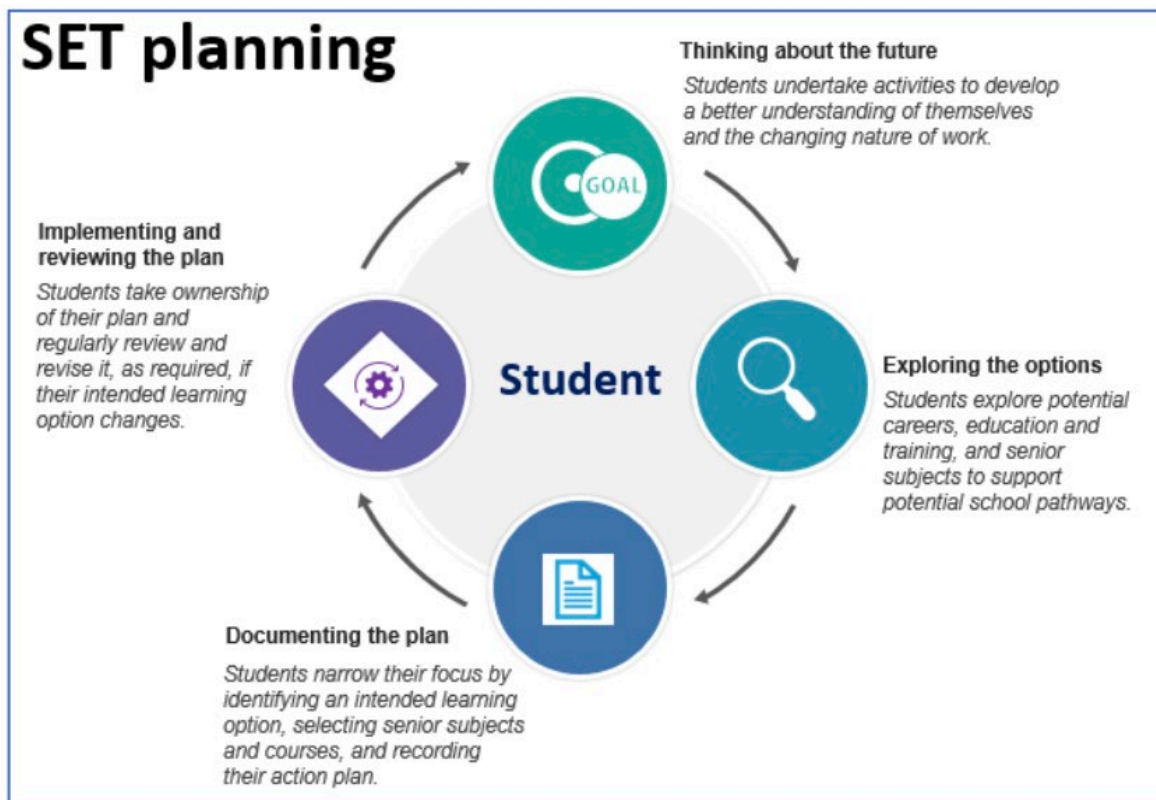 SET planning
Thinking about the future
Students undertake activities to develop
a better understanding of themselves
and the changing nature of work.
GOAL
Implementing and
reviewing the plan
Students take ownership
of their plan and
regularly review and
revise it, as required, if
their intended learning
option changes.
Student
Exploring the options
Students explore potential
careers, education and
training, and senior
subjects to support
potential school pathways.
Documenting the plan
Students narrow their focus by
identifying an intended learning
option, selecting senior subjects
and courses, and recording
their action plan.